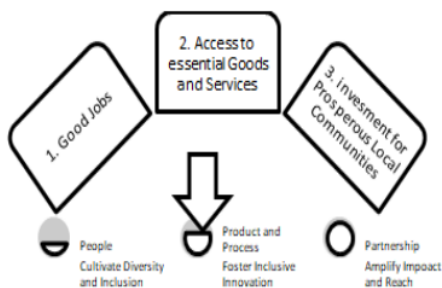 1. Good Jobs
2. Access to
essential Goods
and Services
3. invesment for
Prosperous Local
Communities
People
Cultivate Diversity
and Inclusion
Product and
Process
Foster Inclusive
Innovation
Partnership
Amplify Impoact
and Reach